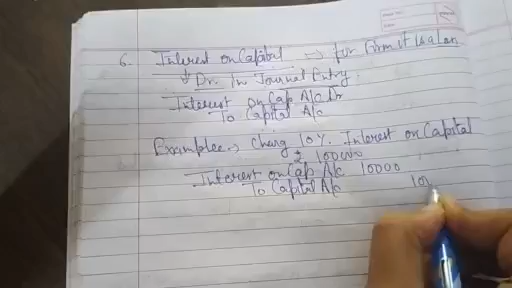 6. Interest on Capital => for firm it is a Loan
Dr. In Journal Entry
Interest on Cap A/c Dr
To Capital A/c
Example:-> Charg 10% Interest on Capital
100000
Interest on Cap A/c 10000
To Capital A/c 10